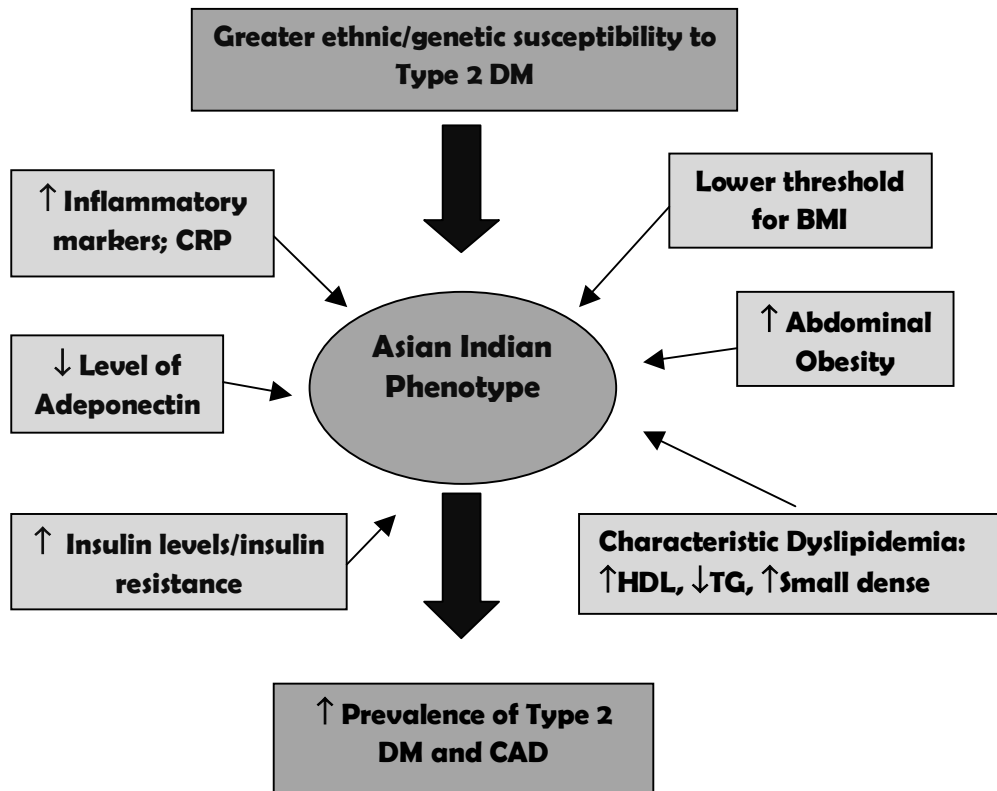 Greater ethnic/genetic susceptibility to
Type 2 DM
↑ Inflammatory
markers; CRP
Lower threshold
for BMI
↓ Level of
Adeponectin
Asian Indian
Phenotype
↑ Abdominal
Obesity
↑ Insulin levels/insulin
resistance
Characteristic Dyslipidemia:
↑HDL, ↓TG, ↑Small dense
↑ Prevalence of Type 2
DM and CAD